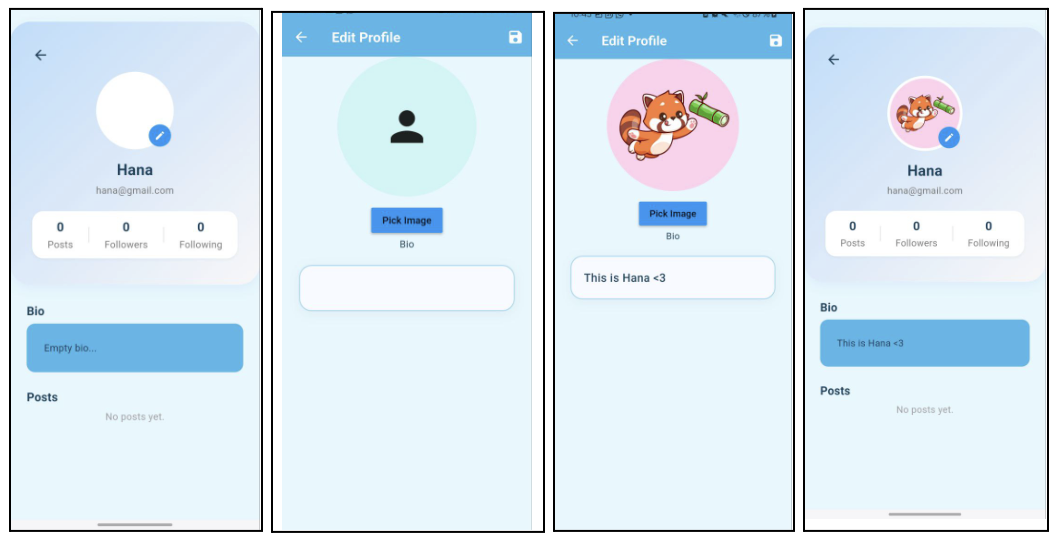 Hana
hana@gmail.com
0 0 0
Posts Followers Following
Bio
Empty bio...
Posts
No posts yet.
Edit Profile
Pick Image
Bio
Edit Profile
Pick Image
Bio
This is Hana <3
Hana
hana@gmail.com
0 0 0
Posts Followers Following
Bio
This is Hana <3
Posts
No posts yet.